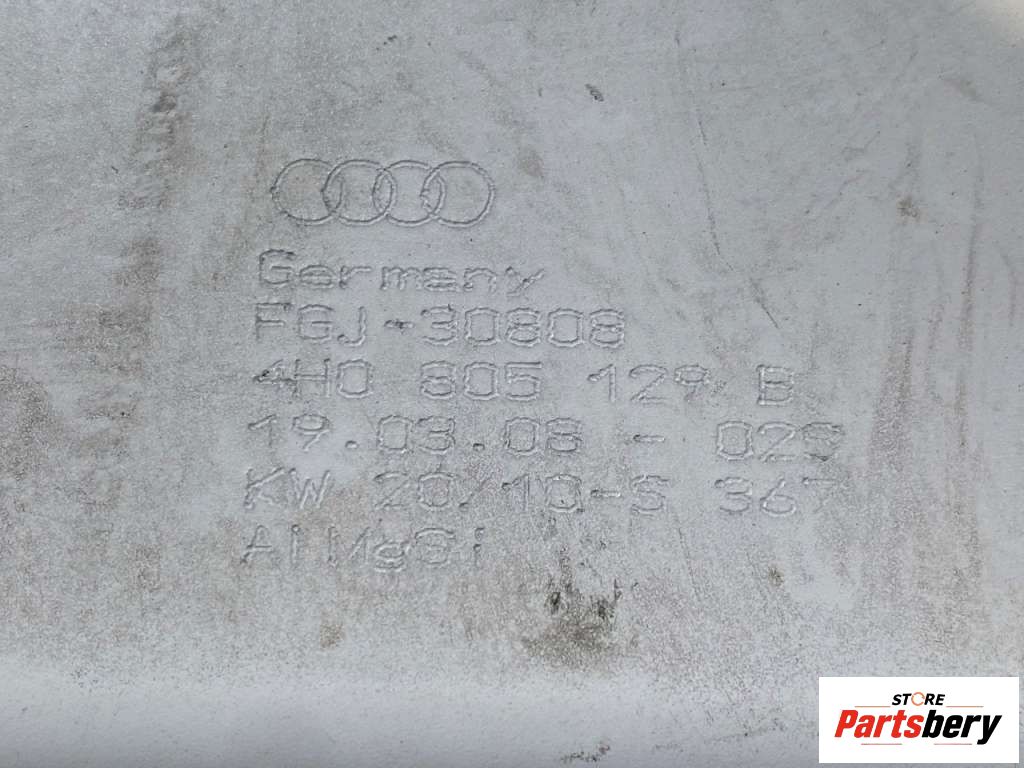 Germany
FGJ-30808
4H0 805 129 B
19.03.08 - 029
KW 20/10-S 367
AlMgSi
STORE
Partsbery